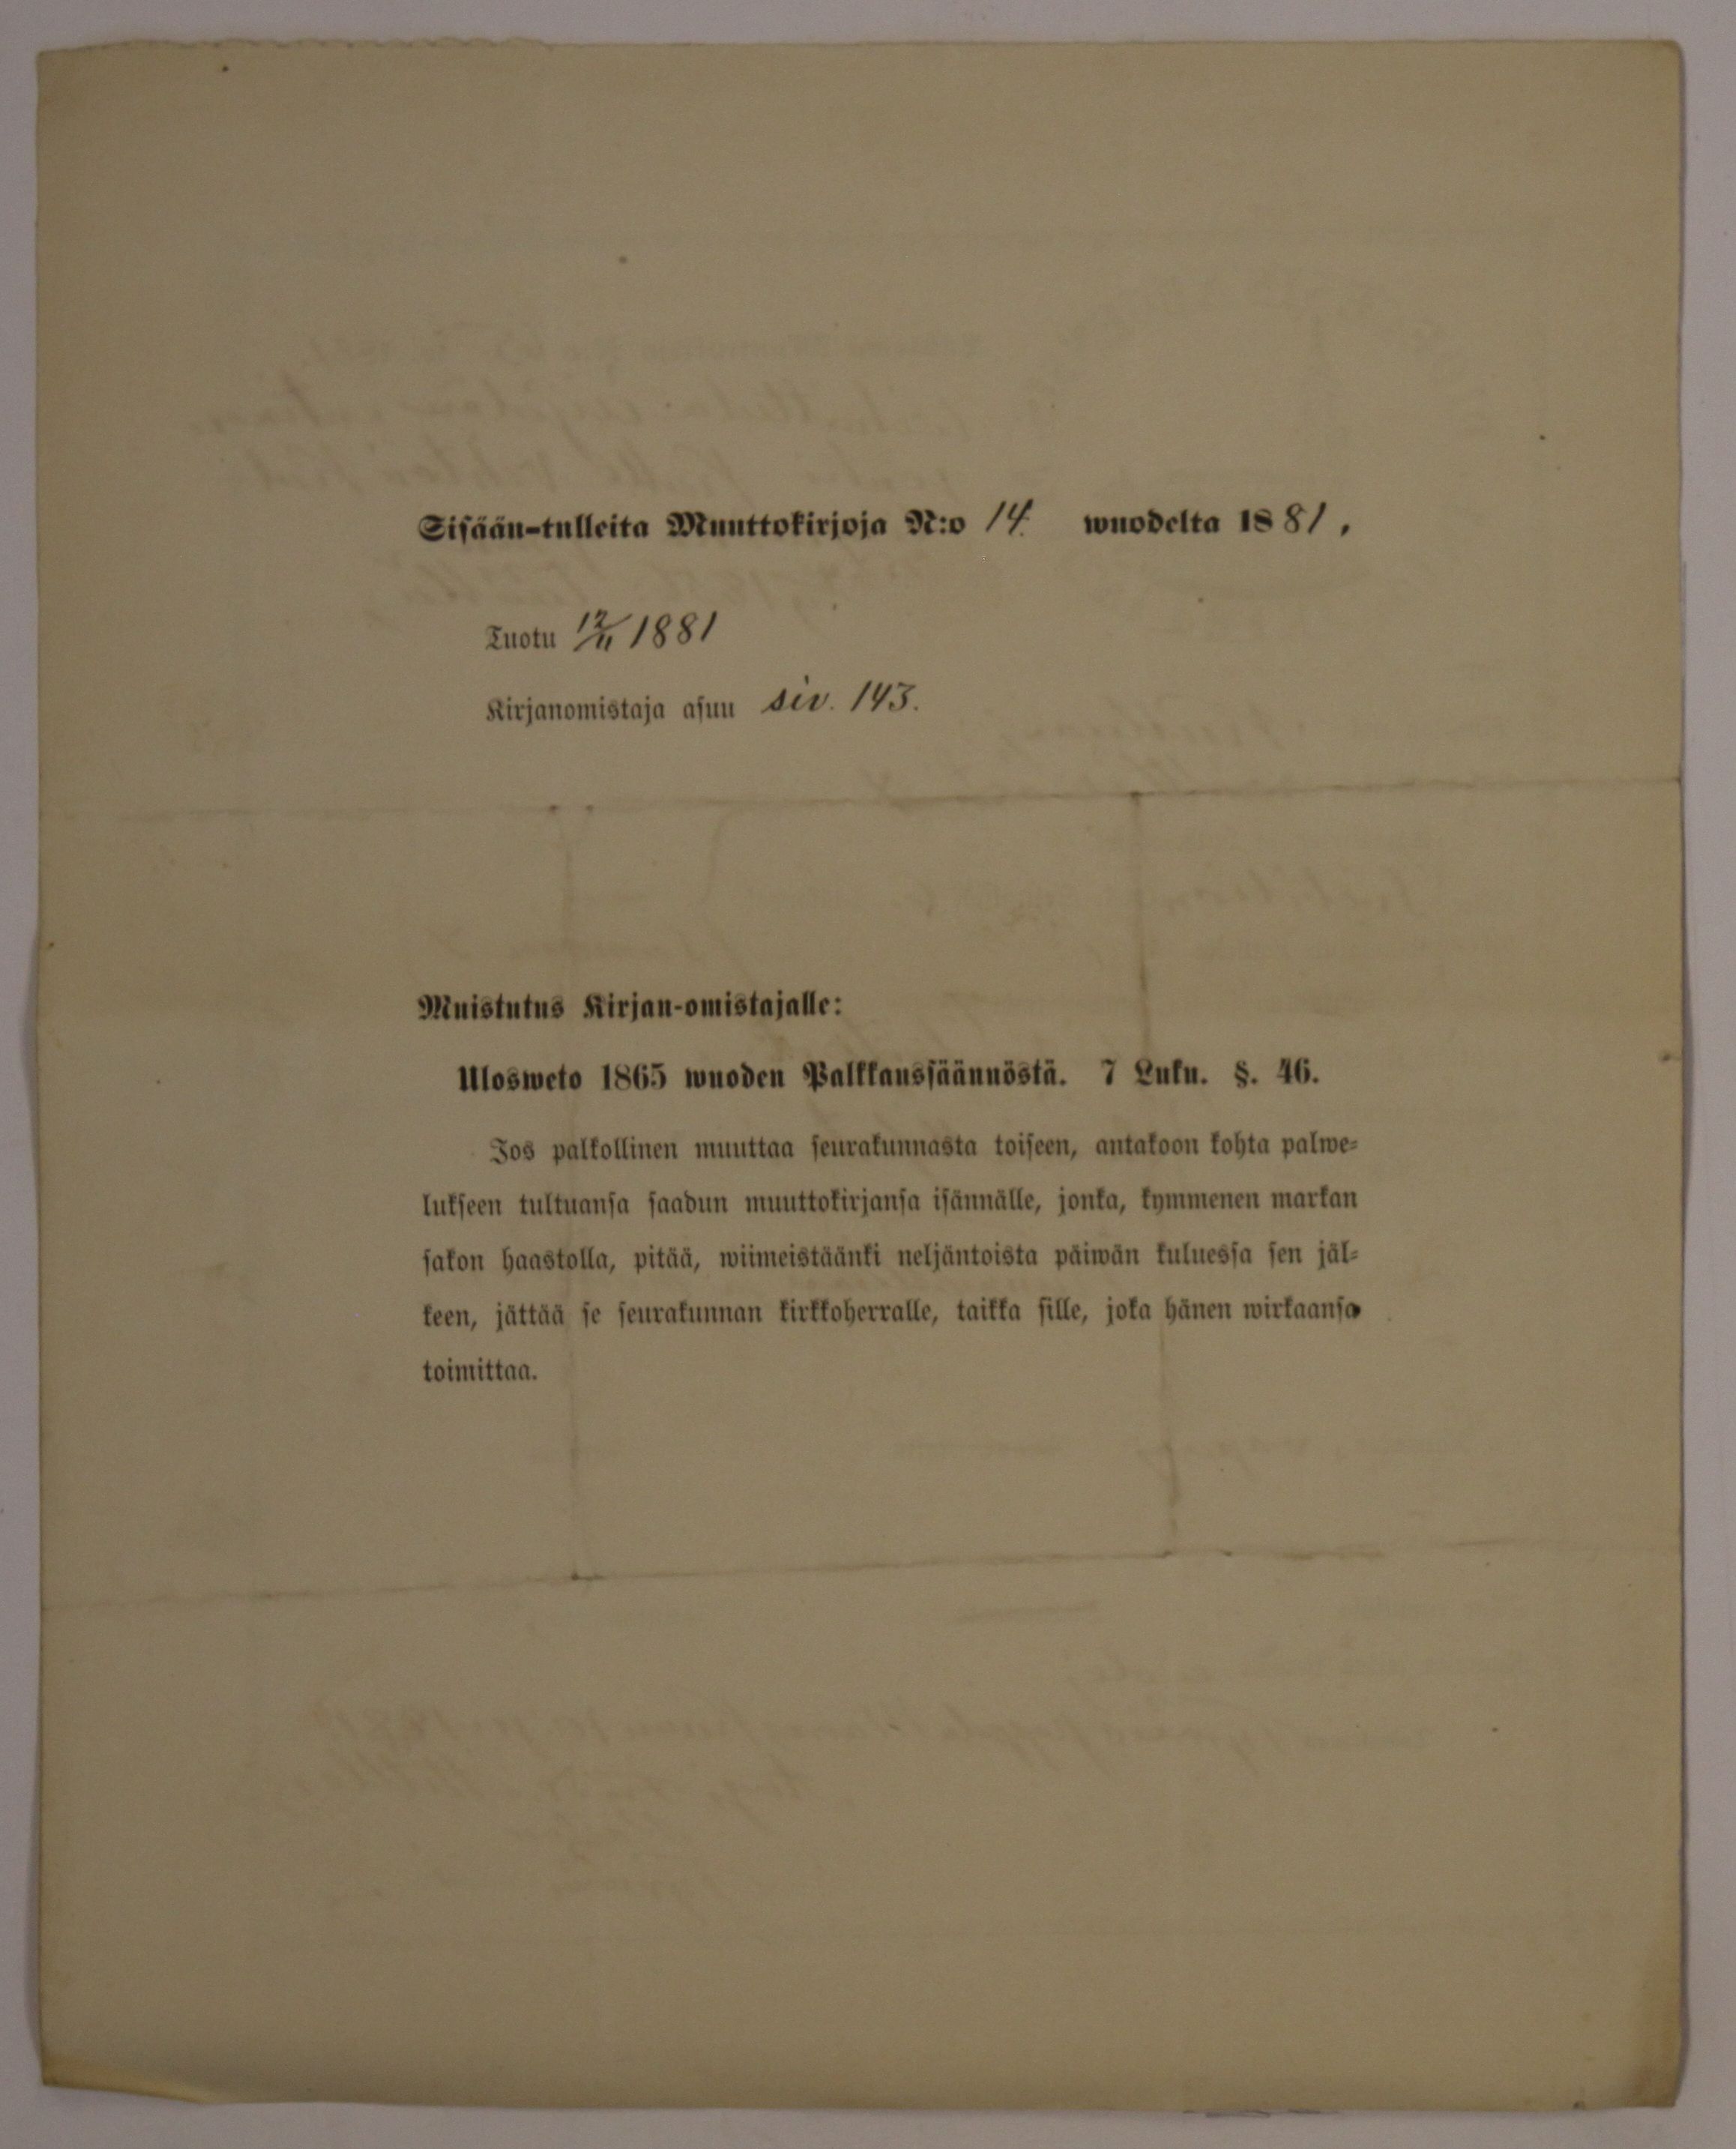 Sisään-tulleita Muuttokirjoja N:o 14. wuodelta 1881.
Tuotu 12/11 1881
Kirjanomistaja asuu siv. 143.
Muistutus Kirjan-omistajalle:
Ulosweto 1865 wuoden Palkkaussäännöstä. 7 Luku. §. 46.
Jos palkollinen muuttaa seurakunnasta toiseen, antakoon kohta palwe-
lukseen tultuansa saadun muuttokirjansa isännälle, jonka, kymmenen markan
sakon haastolla, pitää, wiimeistäänki neljäntoista päiwän kuluessa sen jäl-
keen, jättää se seurakunnan kirkkoherralle, taikka sille, joka hänen wirkaansa
toimittaa.